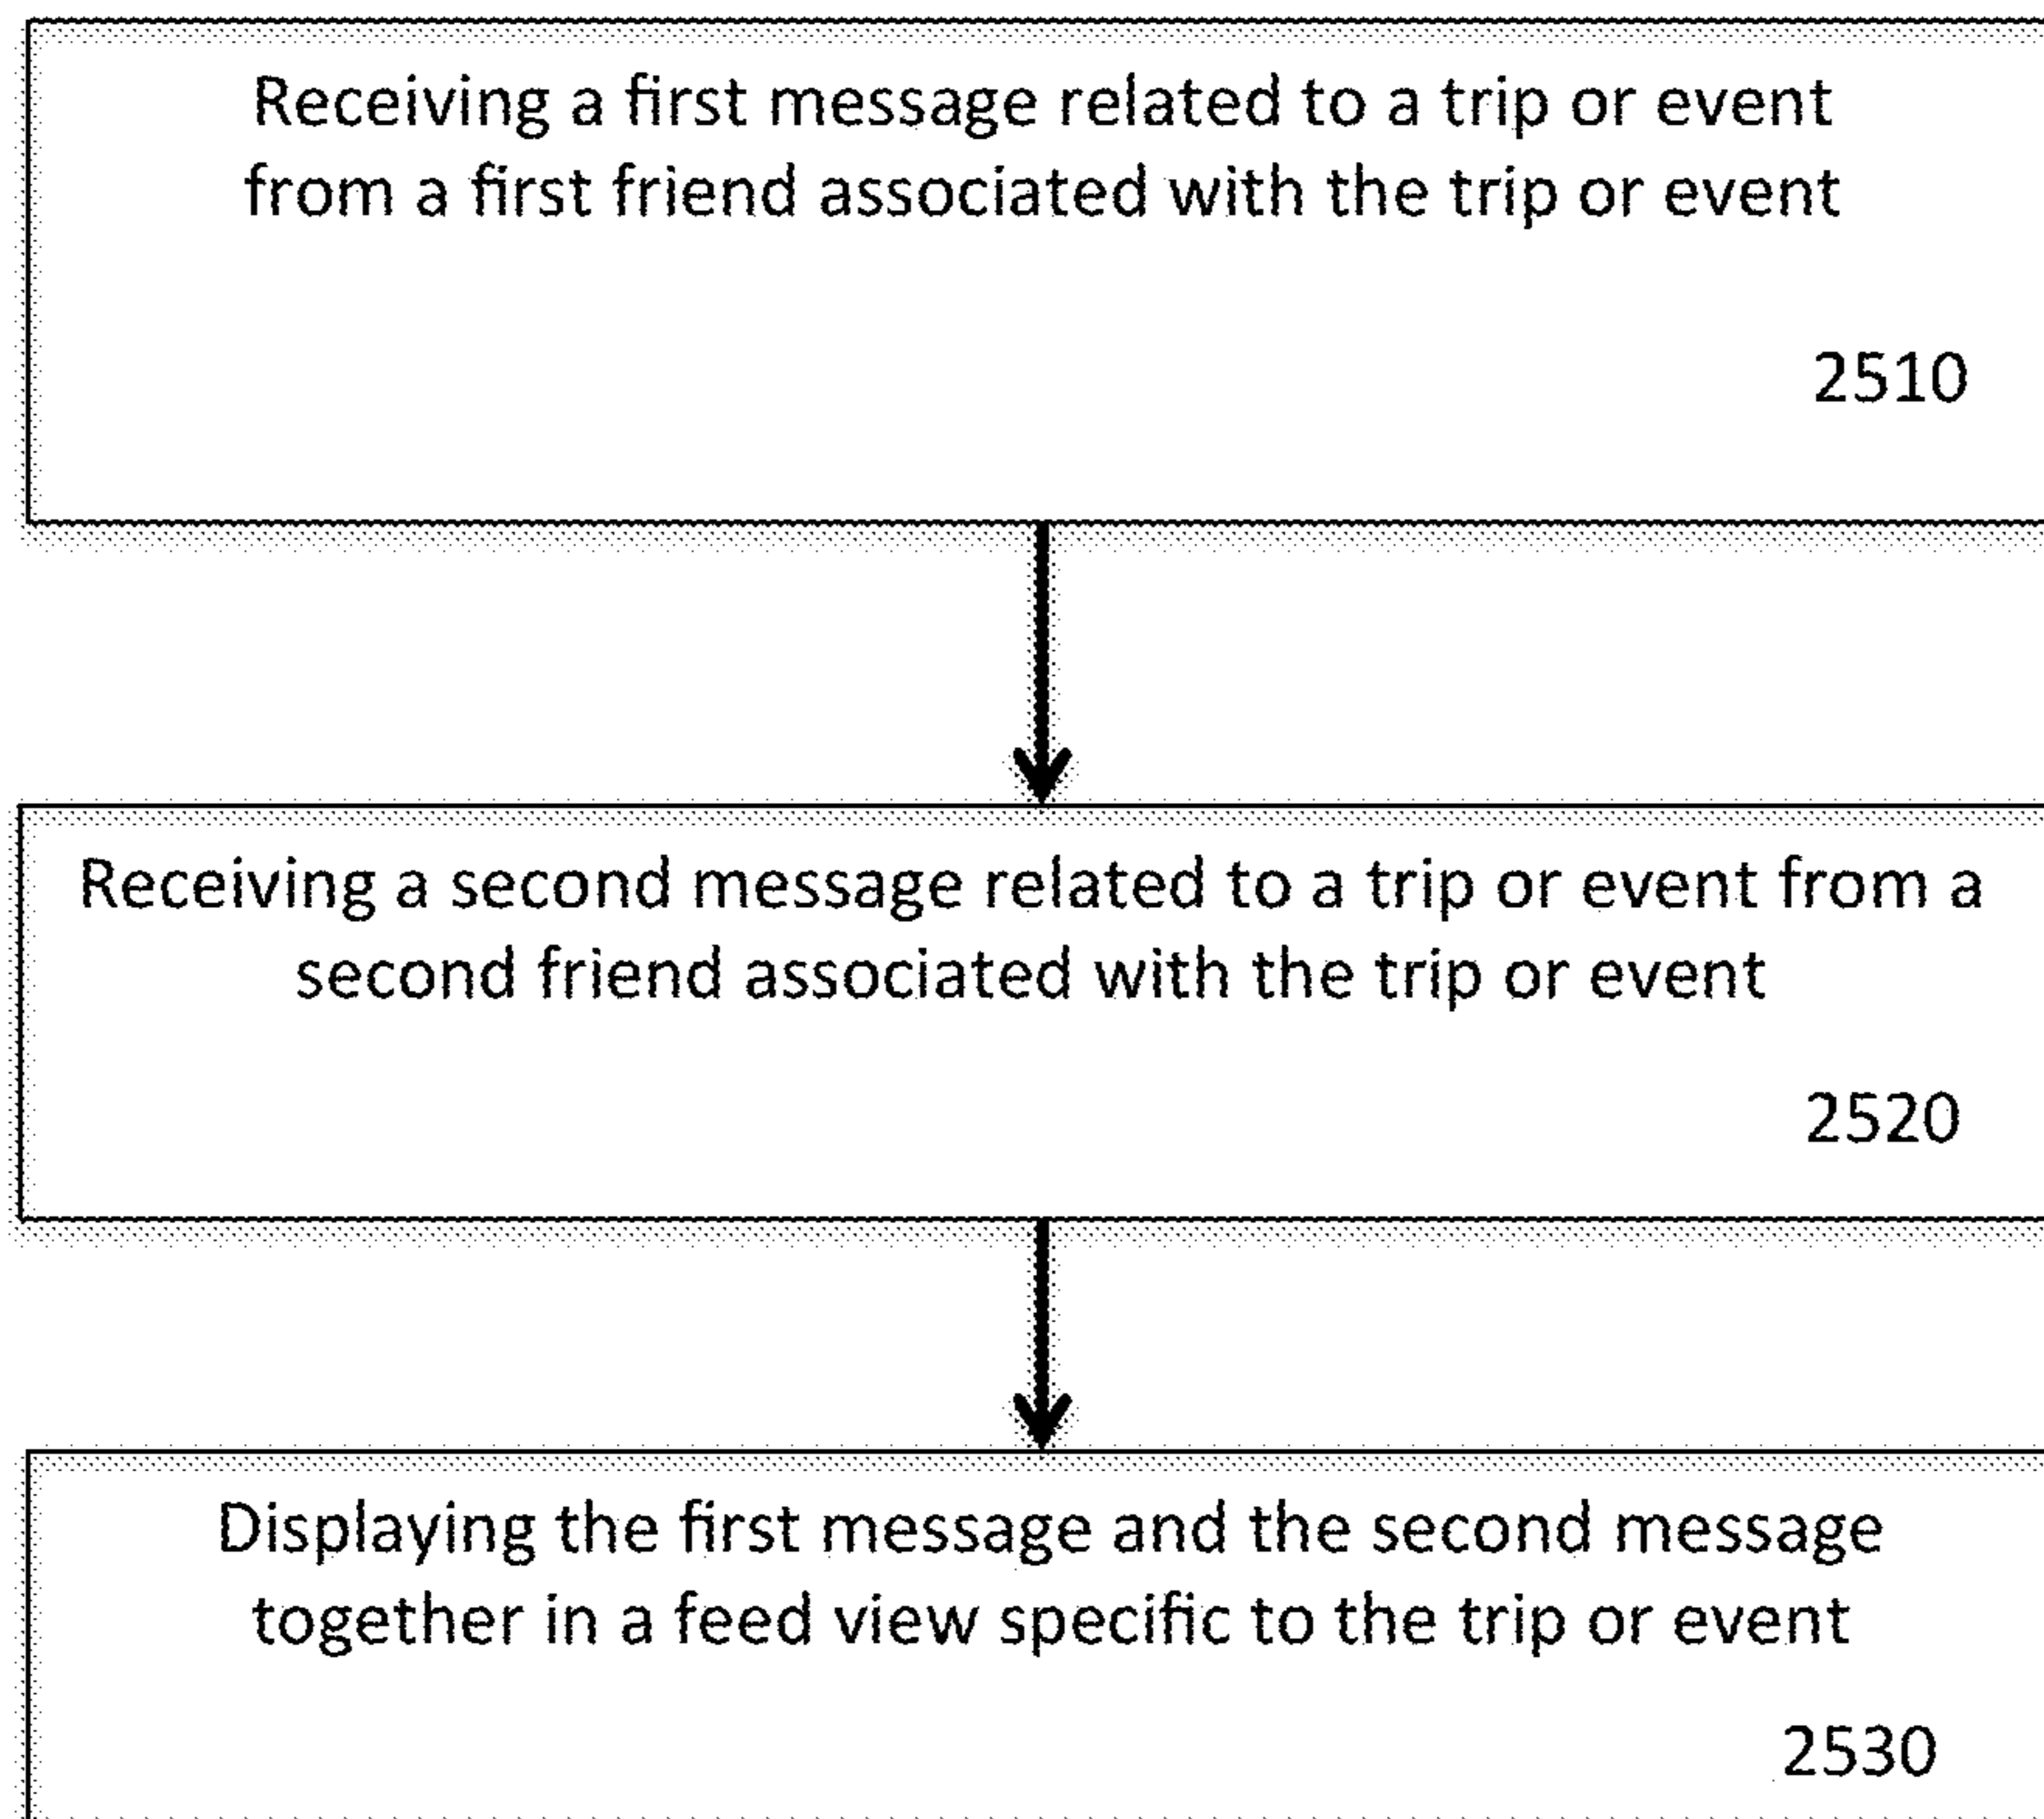 Receiving a first message related to a trip or event
from a first friend associated with the trip or event
2510
Receiving a second message related to a trip or event from a
second friend associated with the trip or event
2520
Displaying the first message and the second message
together in a feed view specific to the trip or event
2530